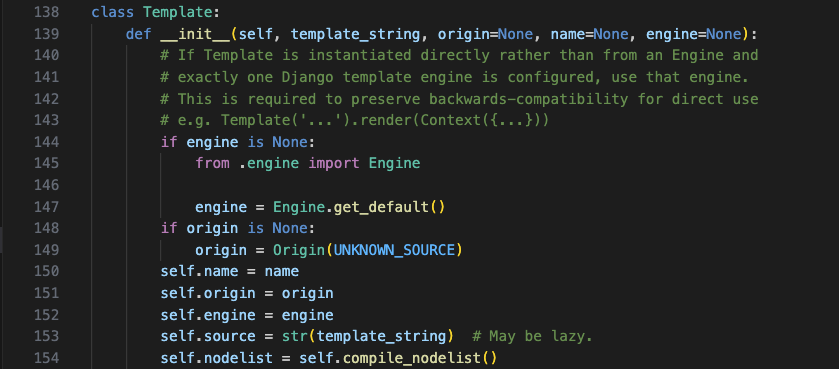 138 class Template:
139     def __init__(self, template_string, origin=None, name=None, engine=None):
140         # If Template is instantiated directly rather than from an Engine and
141         # exactly one Django template engine is configured, use that engine.
142         # This is required to preserve backwards-compatibility for direct use
143         # e.g. Template('...').render(Context({...}))
144         if engine is None:
145             from .engine import Engine
146
147             engine = Engine.get_default()
148         if origin is None:
149             origin = Origin(UNKNOWN_SOURCE)
150         self.name = name
151         self.origin = origin
152         self.engine = engine
153         self.source = str(template_string)  # May be lazy.
154         self.nodelist = self.compile_nodelist()